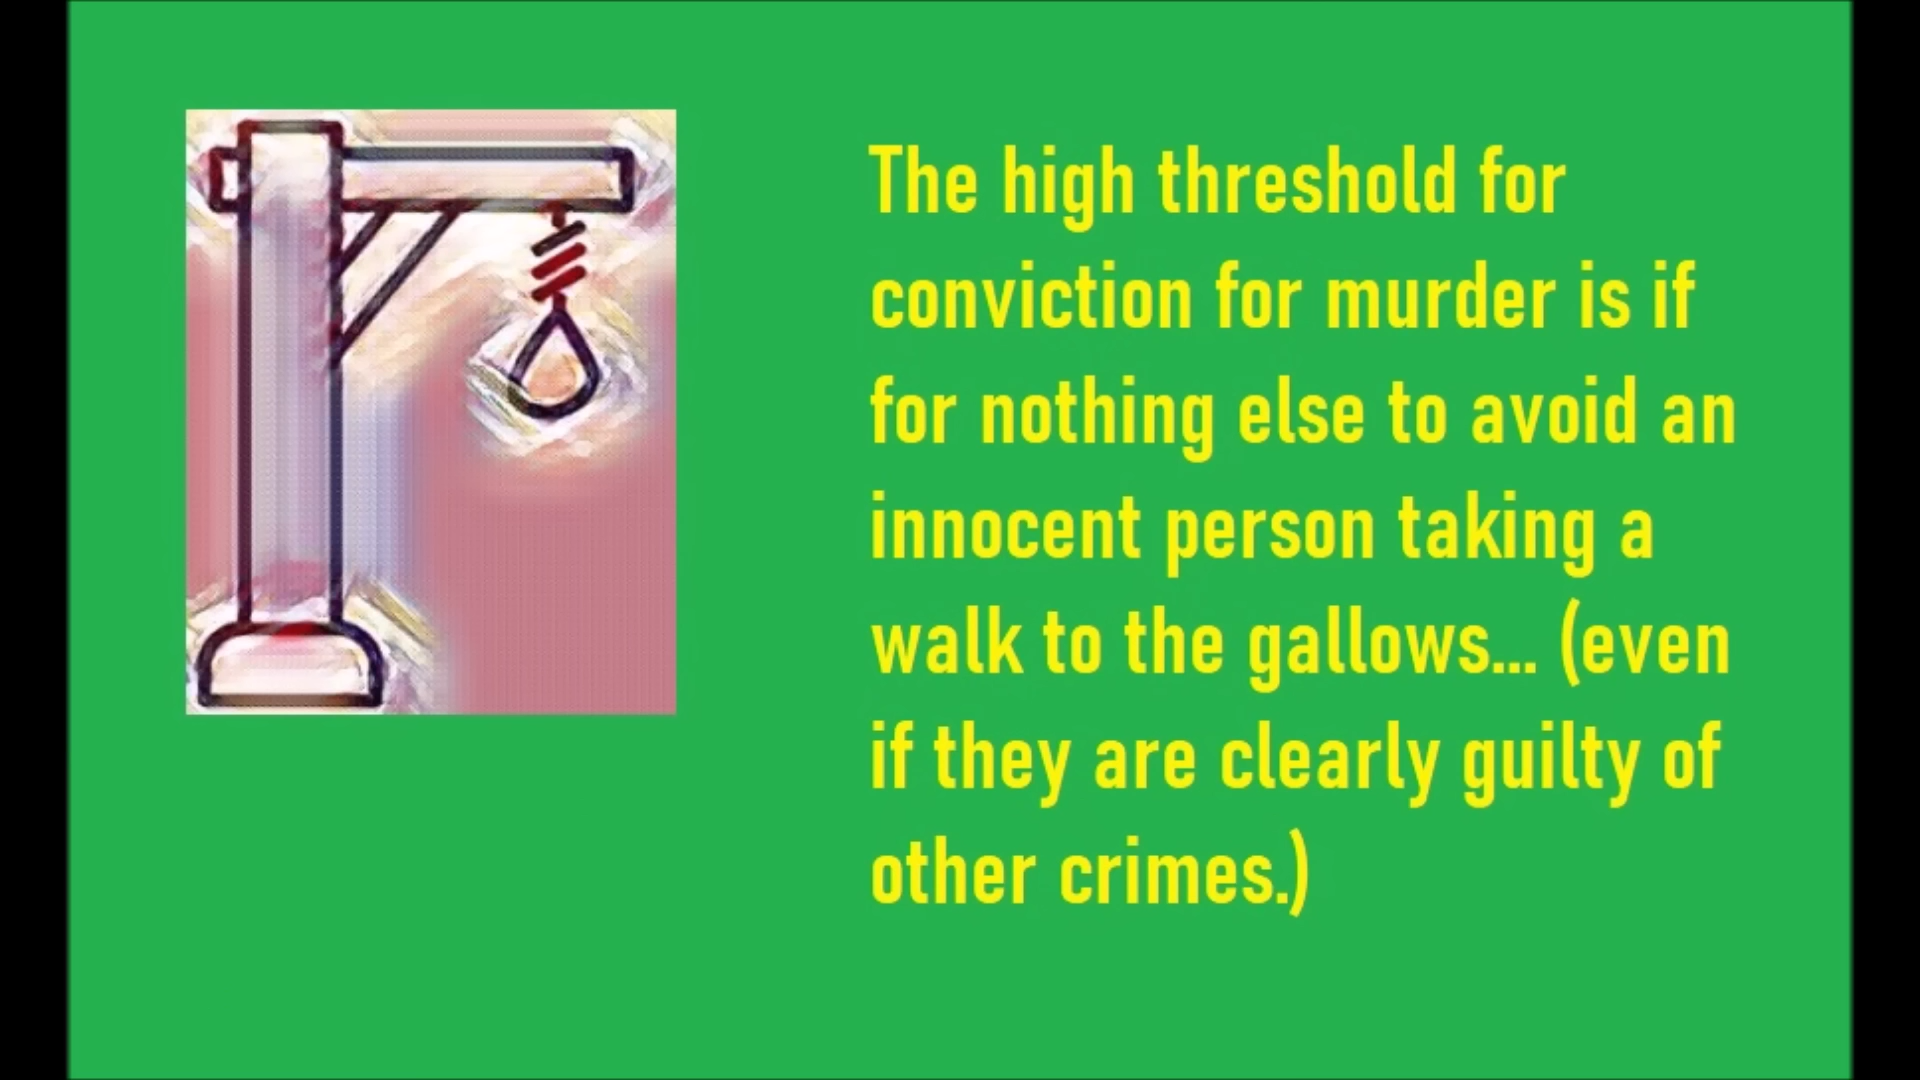 The high threshold for
conviction for murder is if
for nothing else to avoid an
innocent person taking a
walk to the gallows... (even
if they are clearly guilty of
other crimes.)